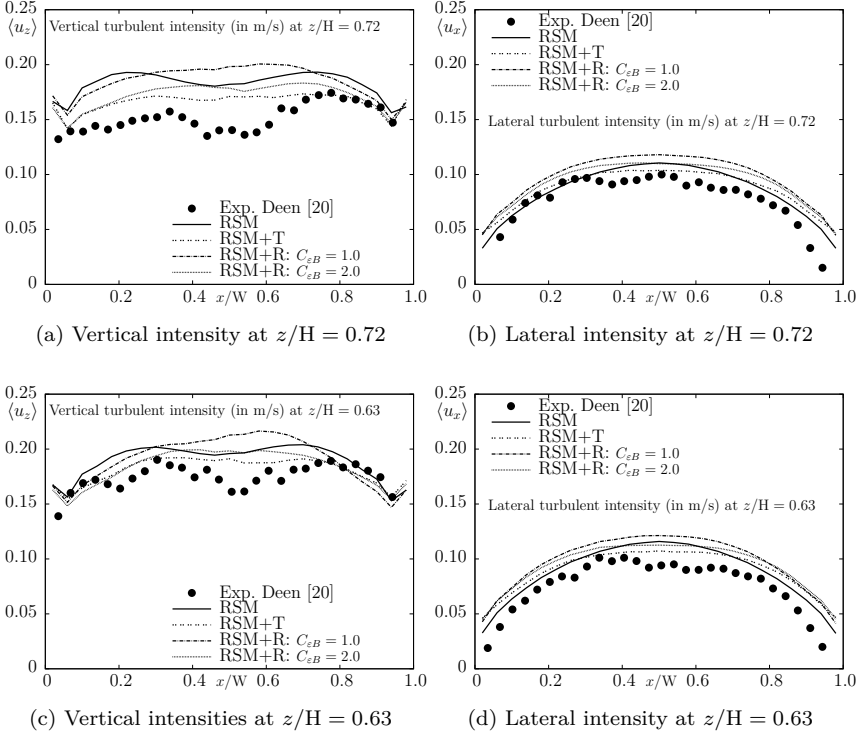 0.25
⟨u_z⟩
0.20
0.15
0.10
0.05
0
Vertical turbulent intensity (in m/s) at z/H = 0.72
Exp. Deen [20]
RSM
RSM+T
RSM+R: C_εB = 1.0
RSM+R: C_εB = 2.0
0 0.2 0.4 x/W 0.6 0.8 1.0
(a) Vertical intensity at z/H = 0.72
0.25
⟨u_x⟩
0.20
0.15
0.10
0.05
0
Exp. Deen [20]
RSM
RSM+T
RSM+R: C_εB = 1.0
RSM+R: C_εB = 2.0
Lateral turbulent intensity (in m/s) at z/H = 0.72
0 0.2 0.4 x/W 0.6 0.8 1.0
(b) Lateral intensity at z/H = 0.72
0.25
⟨u_z⟩
0.20
0.15
0.10
0.05
0
Vertical turbulent intensity (in m/s) at z/H = 0.63
Exp. Deen [20]
RSM
RSM+T
RSM+R: C_εB = 1.0
RSM+R: C_εB = 2.0
0 0.2 0.4 x/W 0.6 0.8 1.0
(c) Vertical intensities at z/H = 0.63
0.25
⟨u_x⟩
0.20
0.15
0.10
0.05
0
Exp. Deen [20]
RSM
RSM+T
RSM+R: C_εB = 1.0
RSM+R: C_εB = 2.0
Lateral turbulent intensity (in m/s) at z/H = 0.63
0 0.2 0.4 x/W 0.6 0.8 1.0
(d) Lateral intensity at z/H = 0.63